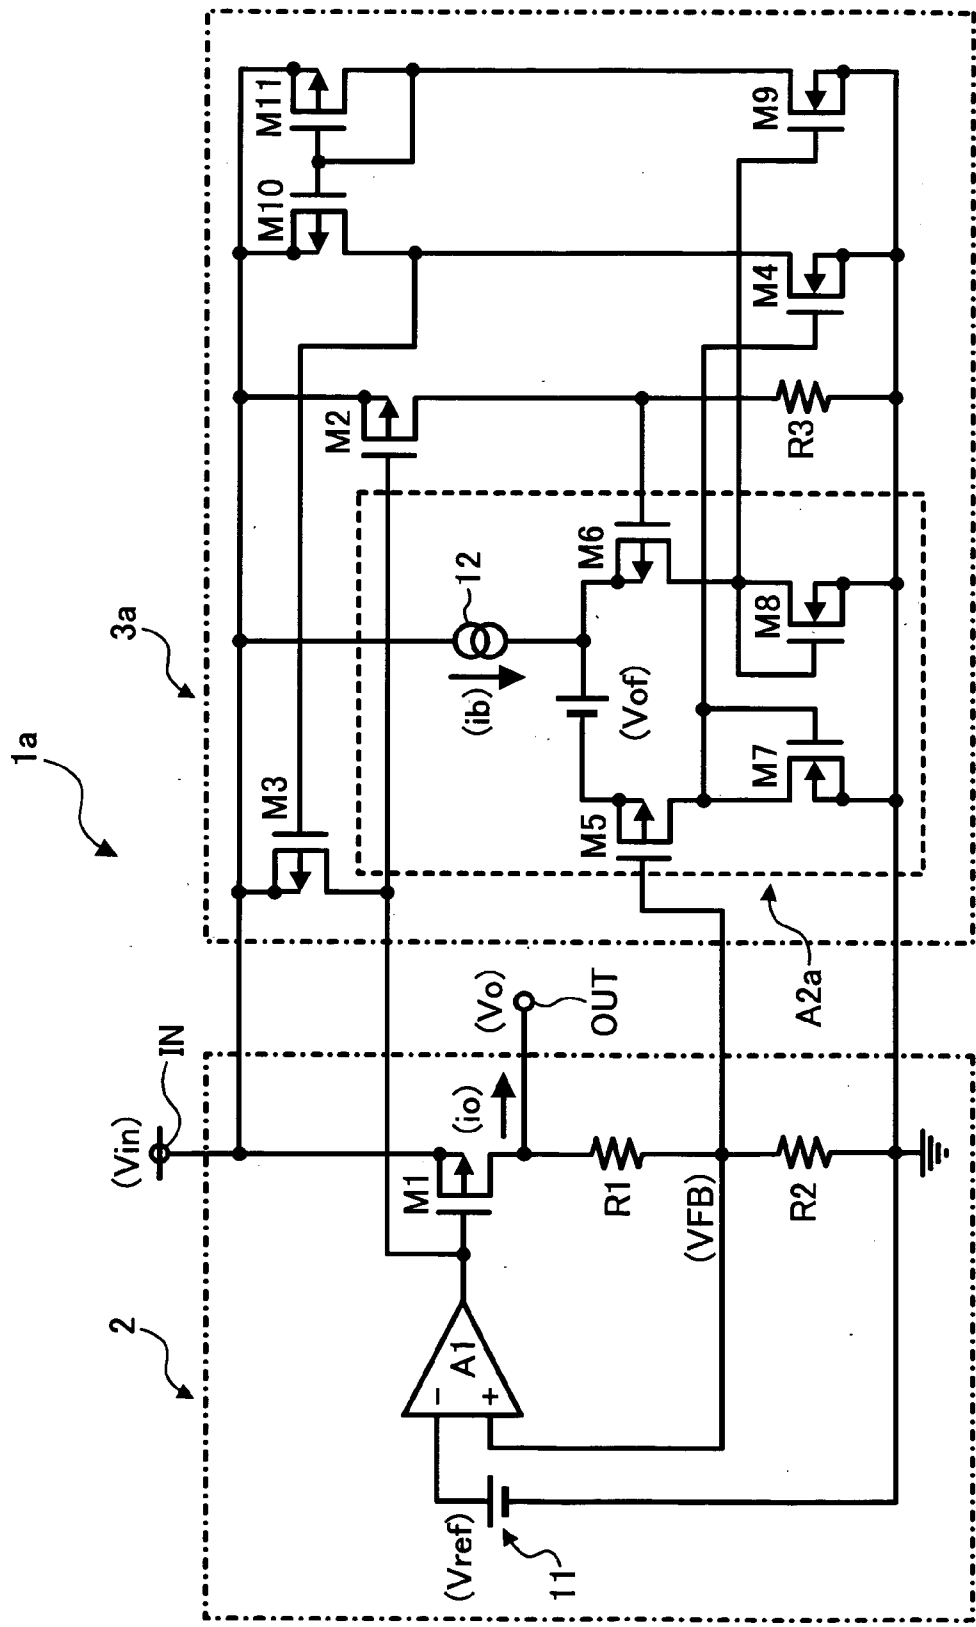 1a
2
3a
(Vin)
IN
M1
(io)
(Vo)
OUT
A1
−
+
(Vref)
11
R1
(VFB)
R2
M3
M2
M10
M11
12
(ib)
(Vof)
M5
M6
M7
M8
R3
M4
M9
A2a